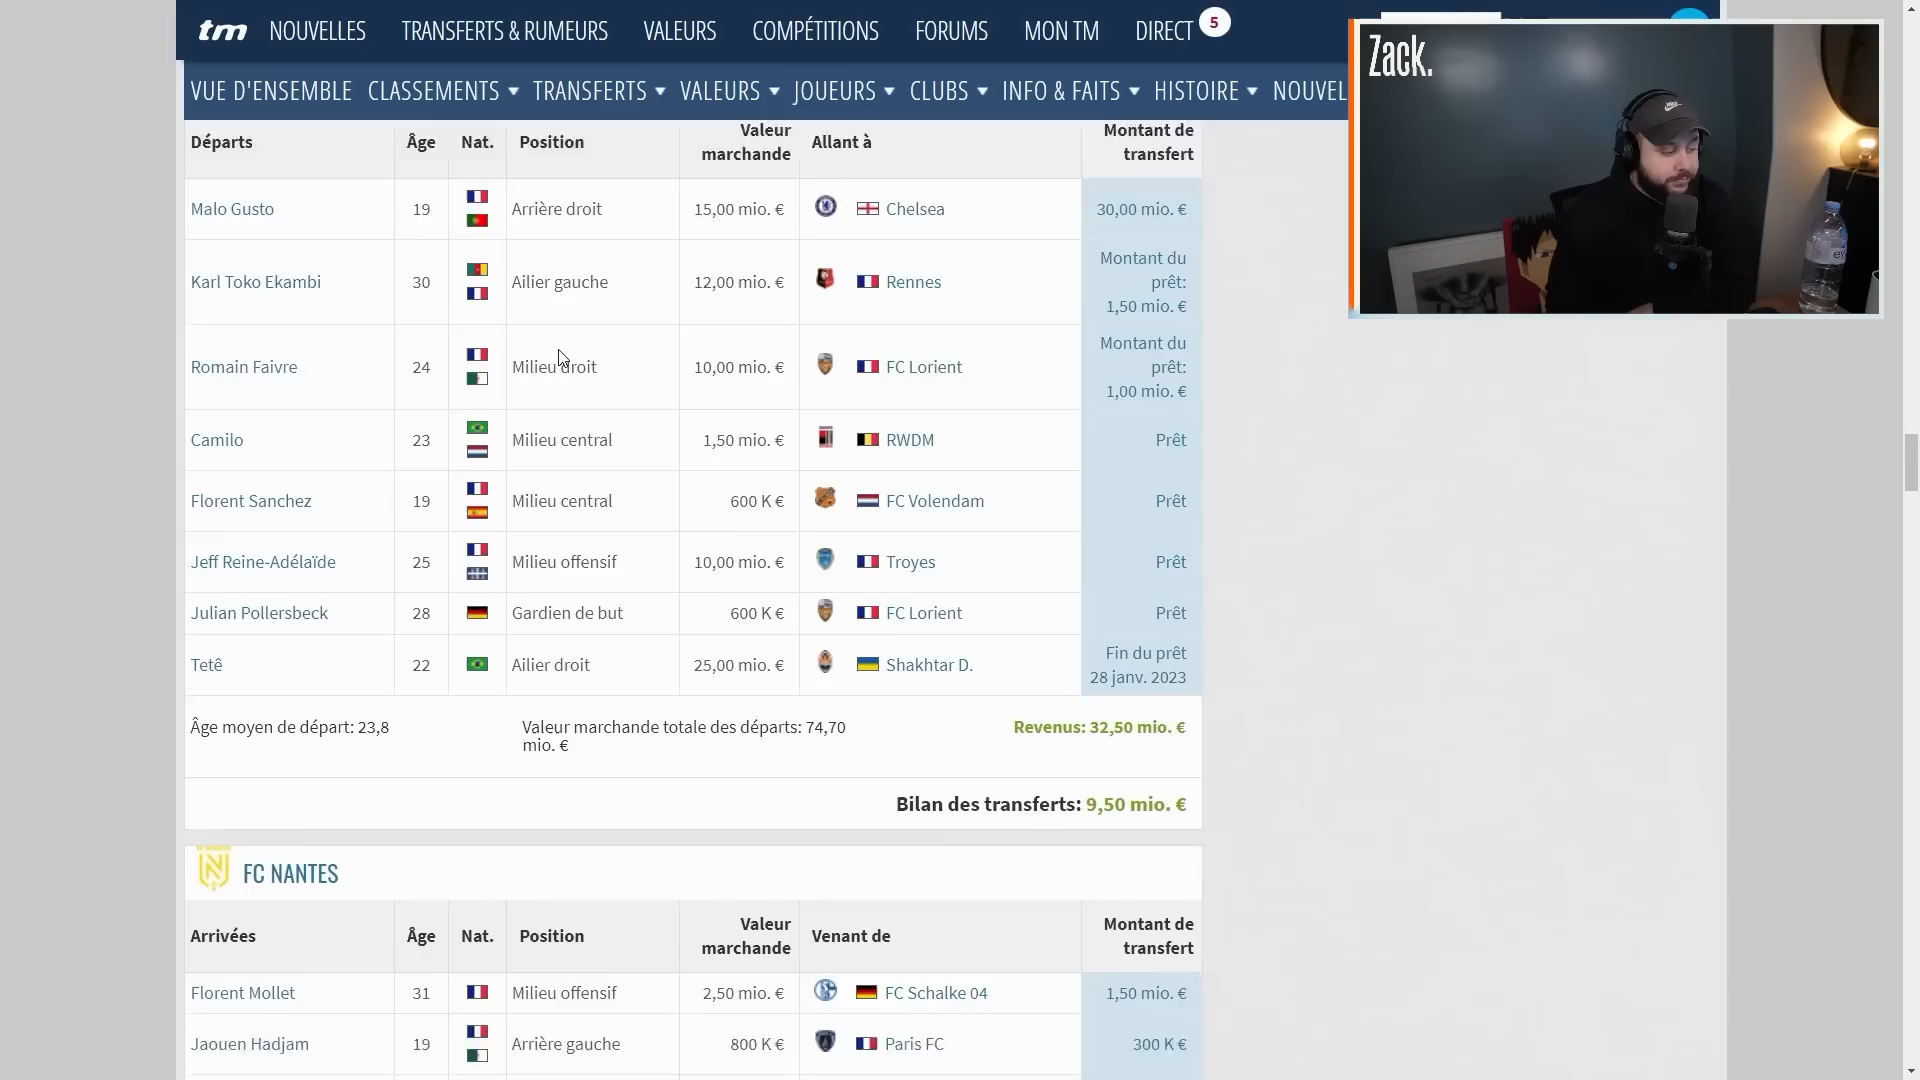 tm NOUVELLES TRANSFERTS & RUMEURS VALEURS COMPÉTITIONS FORUMS MON TM DIRECT 5
VUE D'ENSEMBLE CLASSEMENTS TRANSFERTS VALEURS JOUEURS CLUBS INFO & FAITS HISTOIRE NOUVEL
Zack.
Départs Âge Nat. Position Valeur marchande Allant à Montant de transfert
Malo Gusto 19 Arrière droit 15,00 mio. € Chelsea 30,00 mio. €
Karl Toko Ekambi 30 Ailier gauche 12,00 mio. € Rennes Montant du prêt: 1,50 mio. €
Romain Faivre 24 Milieu droit 10,00 mio. € FC Lorient Montant du prêt: 1,00 mio. €
Camilo 23 Milieu central 1,50 mio. € RWDM Prêt
Florent Sanchez 19 Milieu central 600 K € FC Volendam Prêt
Jeff Reine-Adélaïde 25 Milieu offensif 10,00 mio. € Troyes Prêt
Julian Pollersbeck 28 Gardien de but 600 K € FC Lorient Prêt
Tetê 22 Ailier droit 25,00 mio. € Shakhtar D. Fin du prêt 28 janv. 2023
Âge moyen de départ: 23,8 Valeur marchande totale des départs: 74,70 mio. € Revenus: 32,50 mio. €
Bilan des transferts: 9,50 mio. €
FC NANTES
Arrivées Âge Nat. Position Valeur marchande Venant de Montant de transfert
Florent Mollet 31 Milieu offensif 2,50 mio. € FC Schalke 04 1,50 mio. €
Jaouen Hadjam 19 Arrière gauche 800 K € Paris FC 300 K €